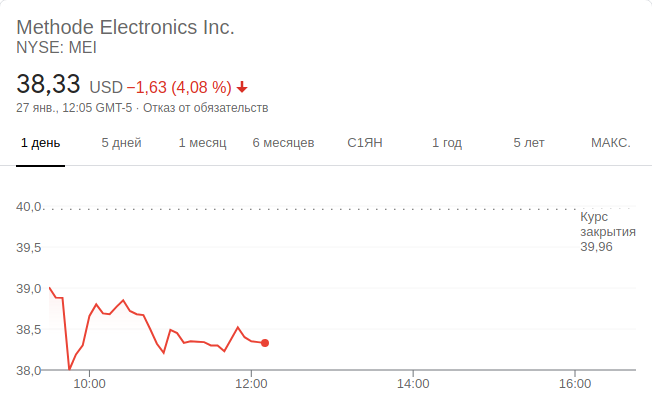 Methode Electronics Inc.
NYSE: MEI
38,33 USD −1,63 (4,08 %)
27 янв., 12:05 GMT-5 · Отказ от обязательств
1 день 5 дней 1 месяц 6 месяцев С1ЯН 1 год 5 лет МАКС.
40,0
Курс
закрытия
39,96
39,5
39,0
38,5
38,0
10:00 12:00 14:00 16:00